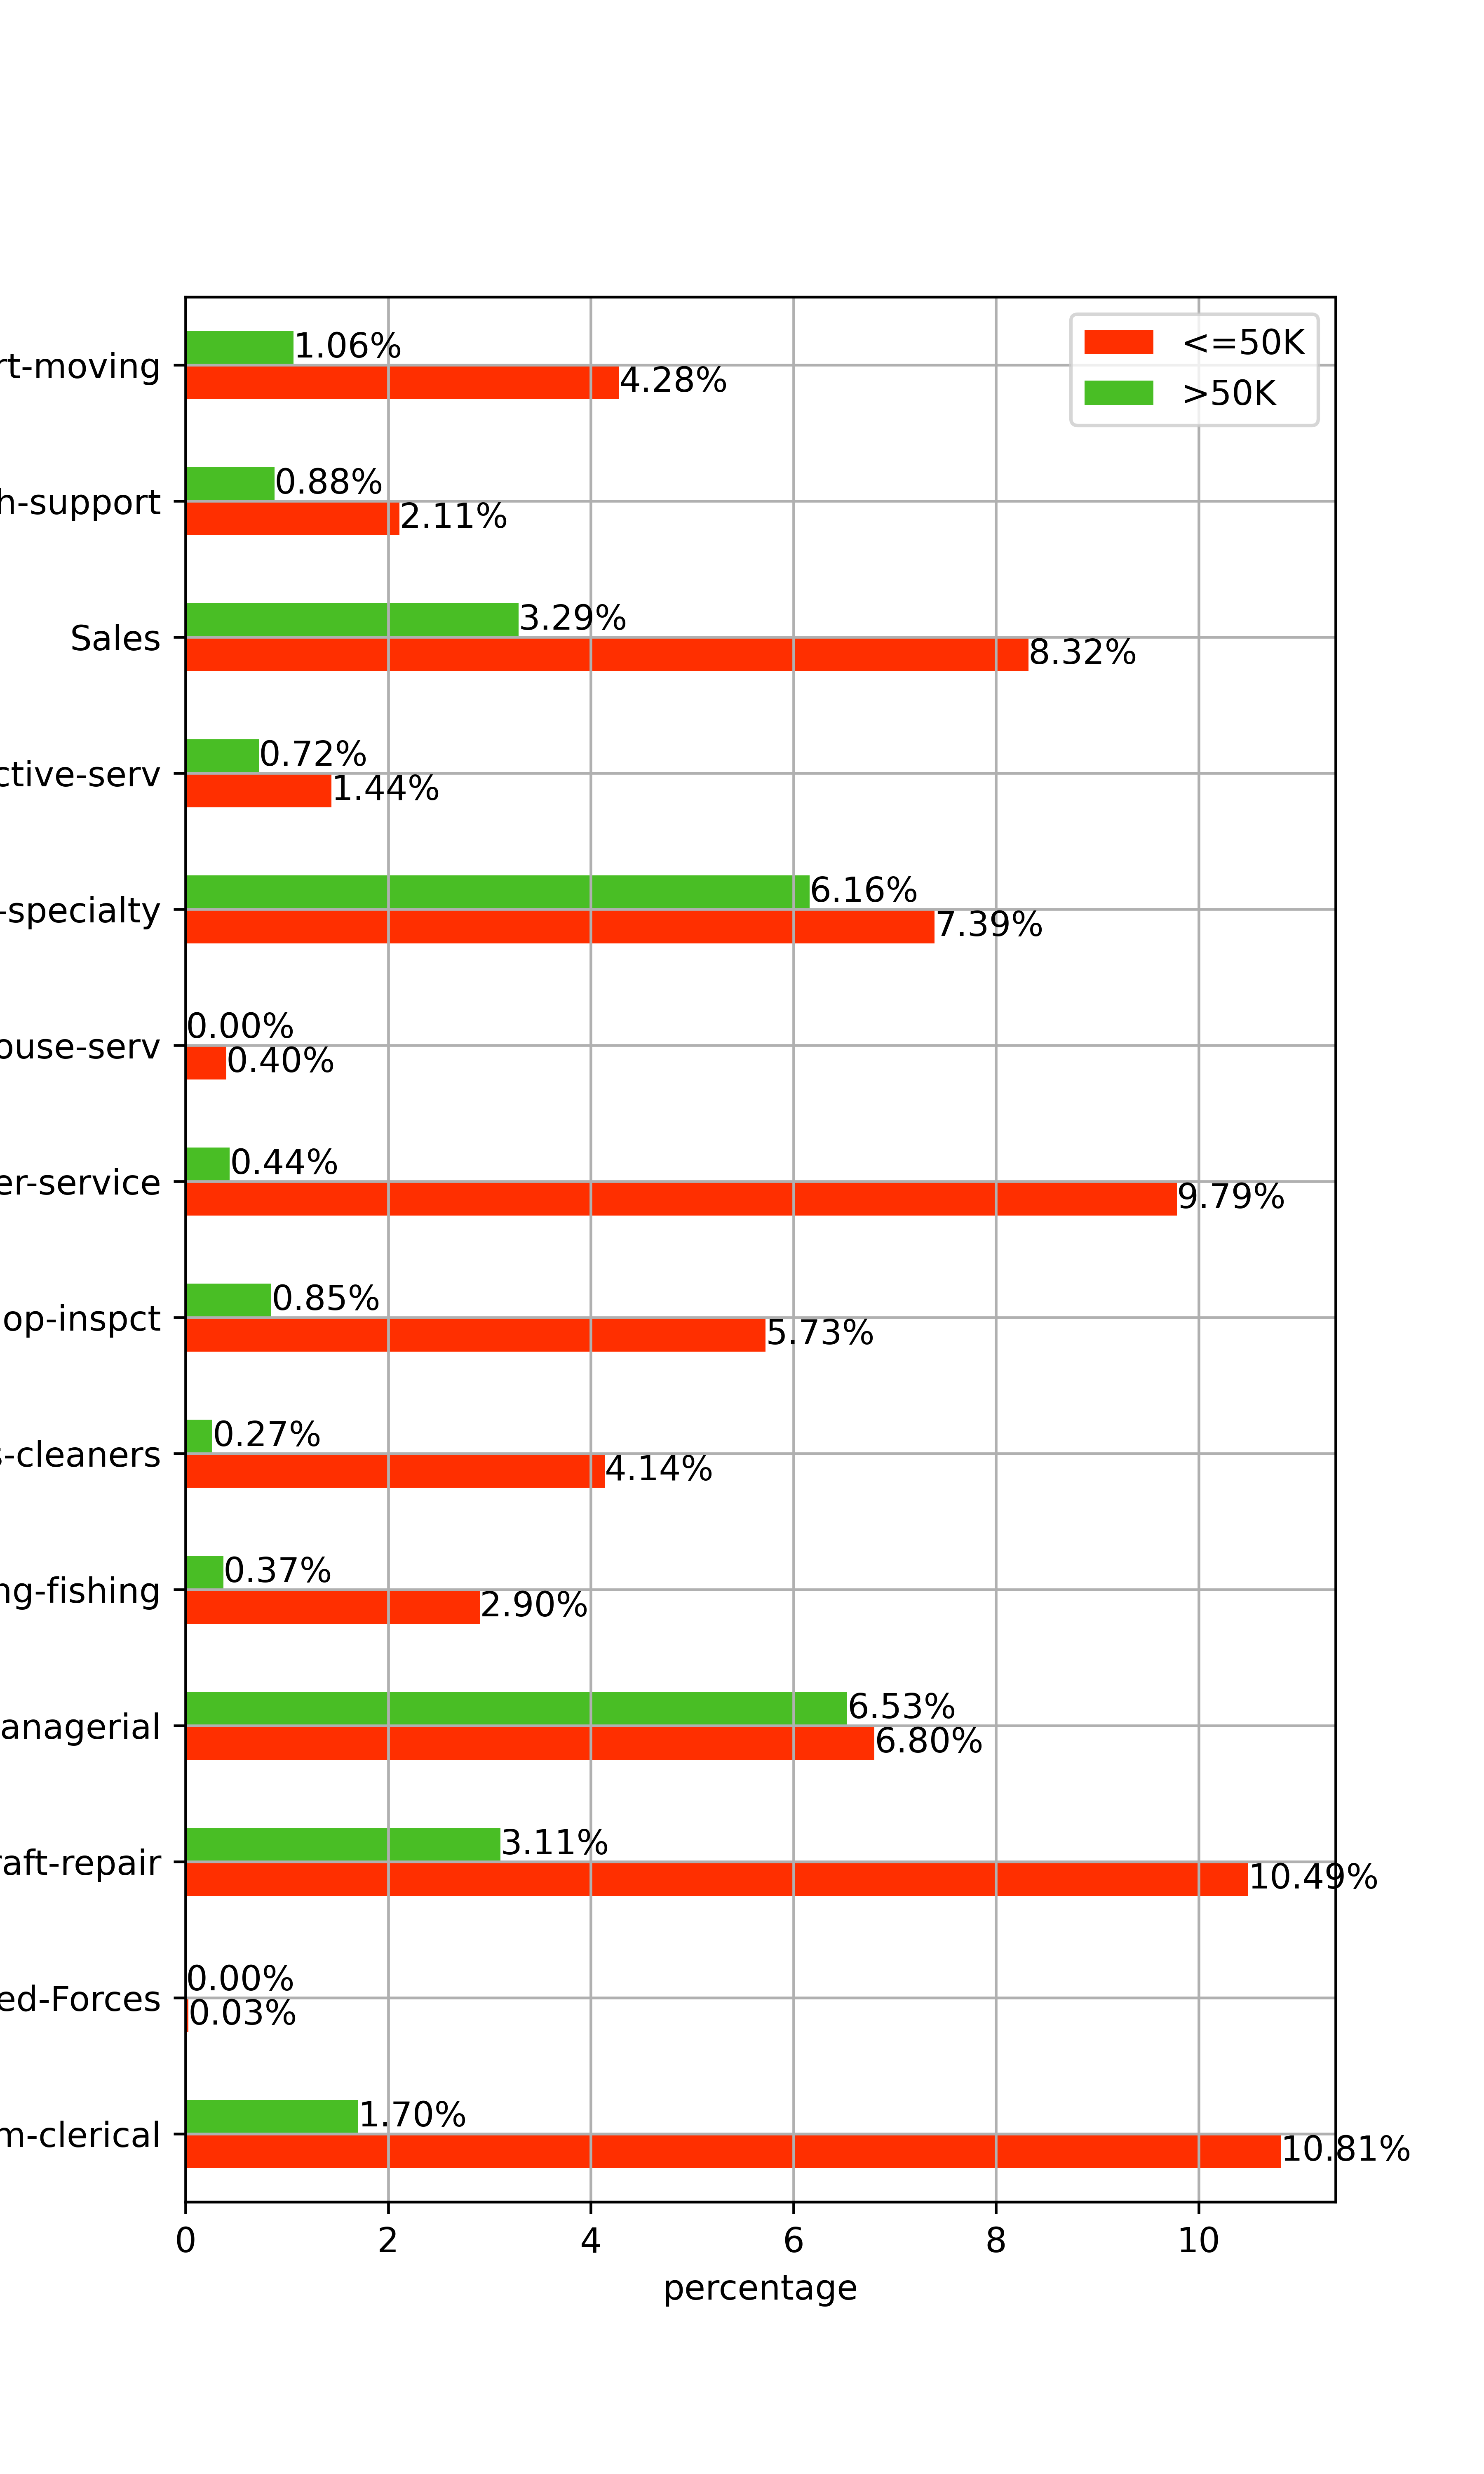 <=50K
>50K
rt-moving
1.06%
4.28%
h-support
0.88%
2.11%
Sales
3.29%
8.32%
ctive-serv
0.72%
1.44%
-specialty
6.16%
7.39%
ouse-serv
0.00%
0.40%
er-service
0.44%
9.79%
op-inspct
0.85%
5.73%
s-cleaners
0.27%
4.14%
ng-fishing
0.37%
2.90%
anagerial
6.53%
6.80%
raft-repair
3.11%
10.49%
ed-Forces
0.00%
0.03%
m-clerical
1.70%
10.81%
0 2 4 6 8 10
percentage